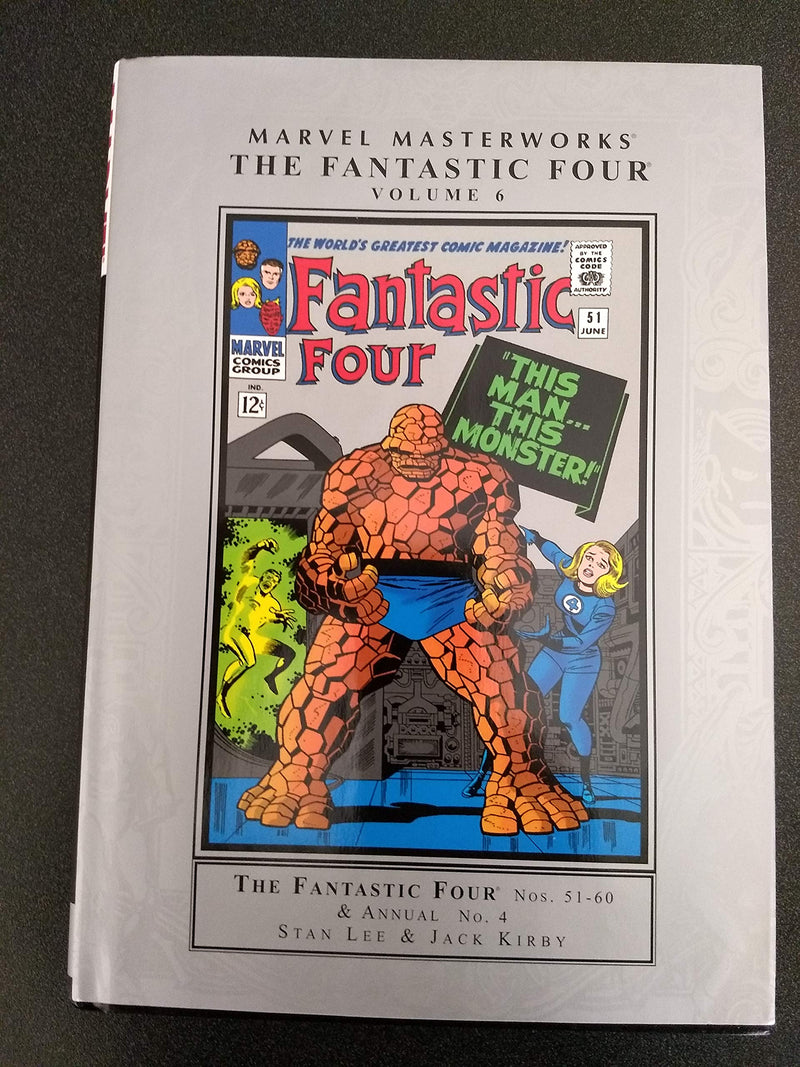 MARVEL MASTERWORKS®
THE FANTASTIC FOUR®
VOLUME 6
THE WORLD'S GREATEST COMIC MAGAZINE!
APPROVED
BY THE
COMICS
CODE
CA
AUTHORITY
Fantastic
Four
51
JUNE
MARVEL
COMICS
GROUP
IND.
12¢
"THIS
MAN...
THIS
MONSTER!"
4
THE FANTASTIC FOUR® NOS. 51-60
& ANNUAL NO. 4
STAN LEE & JACK KIRBY